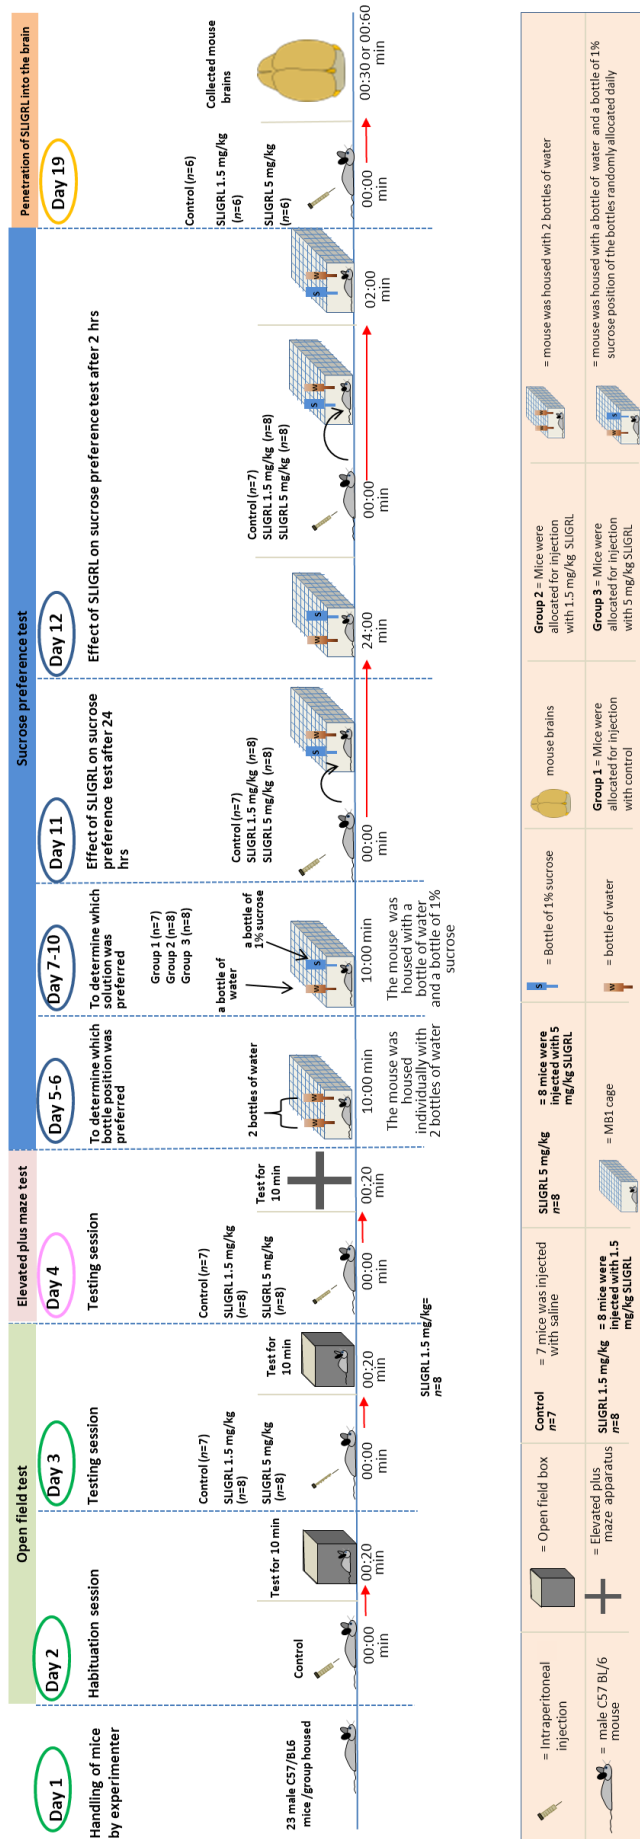 Open field test
Elevated plus maze test
Sucrose preference test
Penetration of SLIGRL into the brain
Day 1
Handling of mice
by experimenter
23 male C57/BL6
mice /group housed
Day 2
Habituation session
Control
Test for 10 min
00:00
min
00:20
min
Day 3
Testing session
Control (n=7)
SLIGRL 1.5 mg/kg
(n=8)
SLIGRL 5 mg/kg
(n=8)
Test for
10 min
00:00
min
00:20
min
SLIGRL 1.5 mg/kg=
n=8
Day 4
Testing session
Control (n=7)
SLIGRL 1.5 mg/kg
(n=8)
SLIGRL 5 mg/kg
(n=8)
Test for
10 min
00:00
min
00:20
min
Day 5-6
To determine which
bottle position was
preferred
2 bottles of water
W
W
10:00 min
The mouse was
housed
individually with
2 bottles of water
Day 7-10
To determine which
solution was
preferred
Group 1 (n=7)
Group 2 (n=8)
Group 3 (n=8)
a bottle of
water
a bottle of
1% sucrose
W
S
10:00 min
The mouse was
housed with a
bottle of water
and a bottle of 1%
sucrose
Day 11
Effect of SLIGRL on sucrose
preference test after 24
hrs
Control (n=7)
SLIGRL 1.5 mg/kg (n=8)
SLIGRL 5 mg/kg (n=8)
S
W
00:00
min
Day 12
Effect of SLIGRL on sucrose preference test after 2 hrs
W
S
24:00
min
Control (n=7)
SLIGRL 1.5 mg/kg (n=8)
SLIGRL 5 mg/kg (n=8)
S
W
00:00
min
S
W
02:00
min
Day 19
Control (n=6)
SLIGRL 1.5 mg/kg
(n=6)
SLIGRL 5 mg/kg
(n=6)
Collected mouse
brains
00:00
min
00:30 or 00:60
min
= Intraperitoneal
injection
= Open field box
Control
n=7
= 7 mice was injected
with saline
SLIGRL 5 mg/kg
n=8
= 8 mice were
injected with 5
mg/kg SLIGRL
S
= Bottle of 1% sucrose
mouse brains
Group 2 = Mice were
allocated for injection
with 1.5 mg/kg SLIGRL
W
W
= mouse was housed with 2 bottles of water
= male C57 BL/6
mouse
= Elevated plus
maze apparatus
SLIGRL 1.5 mg/kg
n=8
= 8 mice were
injected with 1.5
mg/kg SLIGRL
= MB1 cage
W
= bottle of water
Group 1 = Mice were
allocated for injection
with control
Group 3 = Mice were
allocated for injection
with 5 mg/kg SLIGRL
W
S
= mouse was housed with a bottle of water and a bottle of 1%
sucrose position of the bottles randomly allocated daily